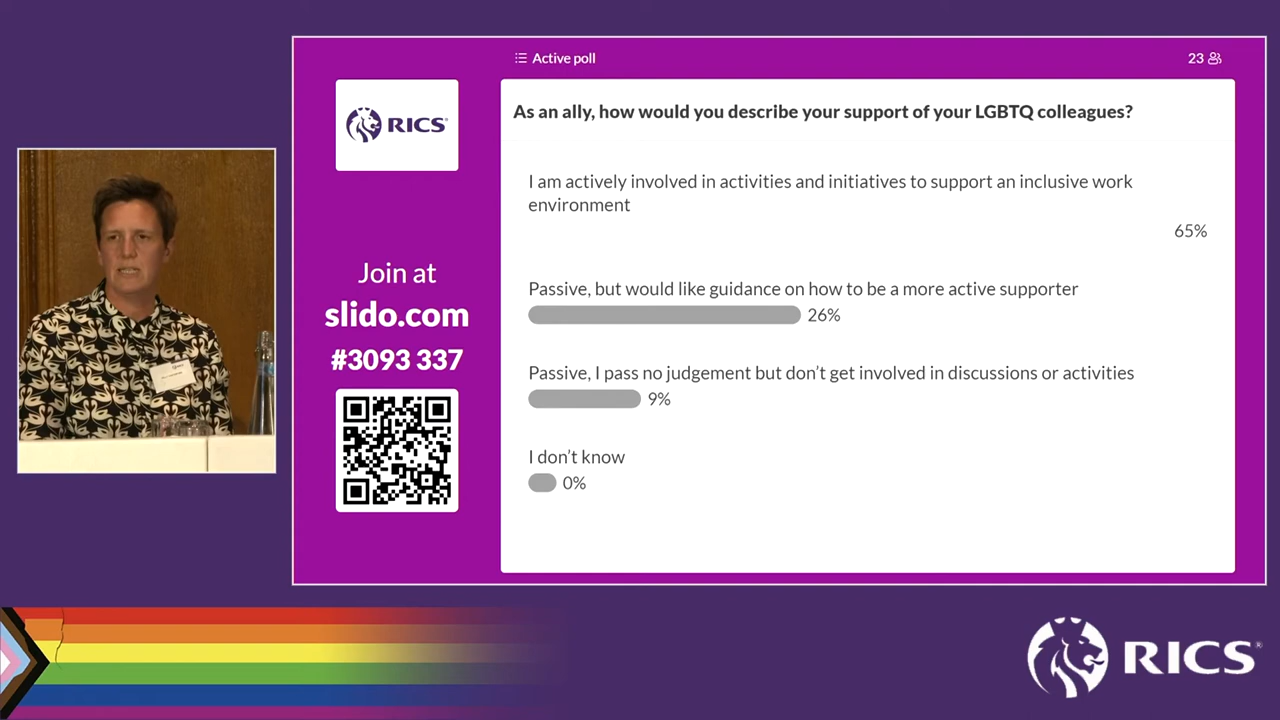 Active poll
23
RICS
As an ally, how would you describe your support of your LGBTQ colleagues?
I am actively involved in activities and initiatives to support an inclusive work
environment
65%
Passive, but would like guidance on how to be a more active supporter
26%
Passive, I pass no judgement but don't get involved in discussions or activities
9%
I don't know
0%
Join at
slido.com
#3093 337
RICS